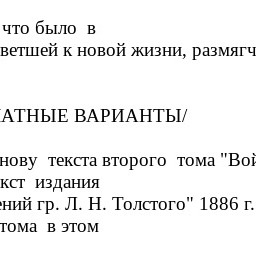 что было в
ветшей к новой жизни, размягч
АТНЫЕ ВАРИАНТЫ/
нову текста второго тома "Вой
кст издания
ний гр. Л. Н. Толстого" 1886 г.
тома в этом